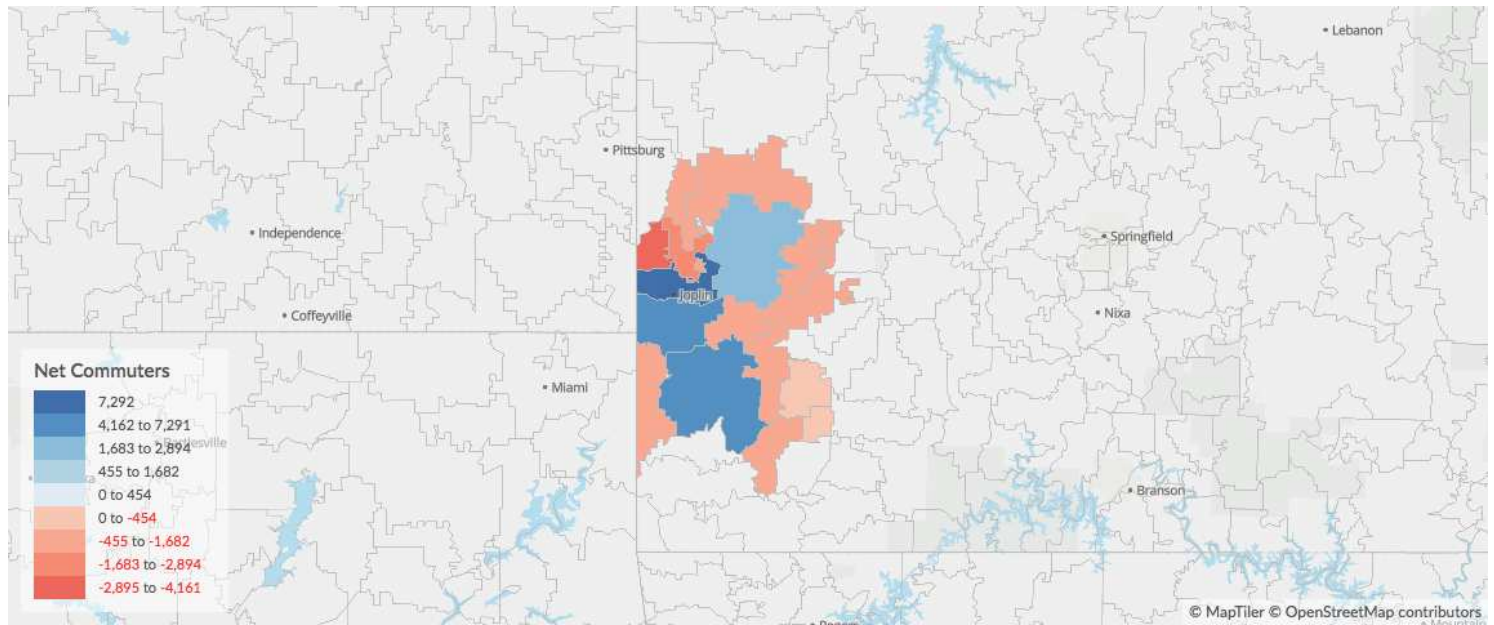 Lebanon
Pittsburg
Independence
Springfield
Joplin
Coffeyville
Nixa
Net Commuters
7,292
4,162 to 7,291
1,683 to 2,894
455 to 1,682
0 to 454
0 to -454
-455 to -1,682
-1,683 to -2,894
-2,895 to -4,161
Miami
Bartlesville
Branson
© MapTiler © OpenStreetMap contributors
Mountain